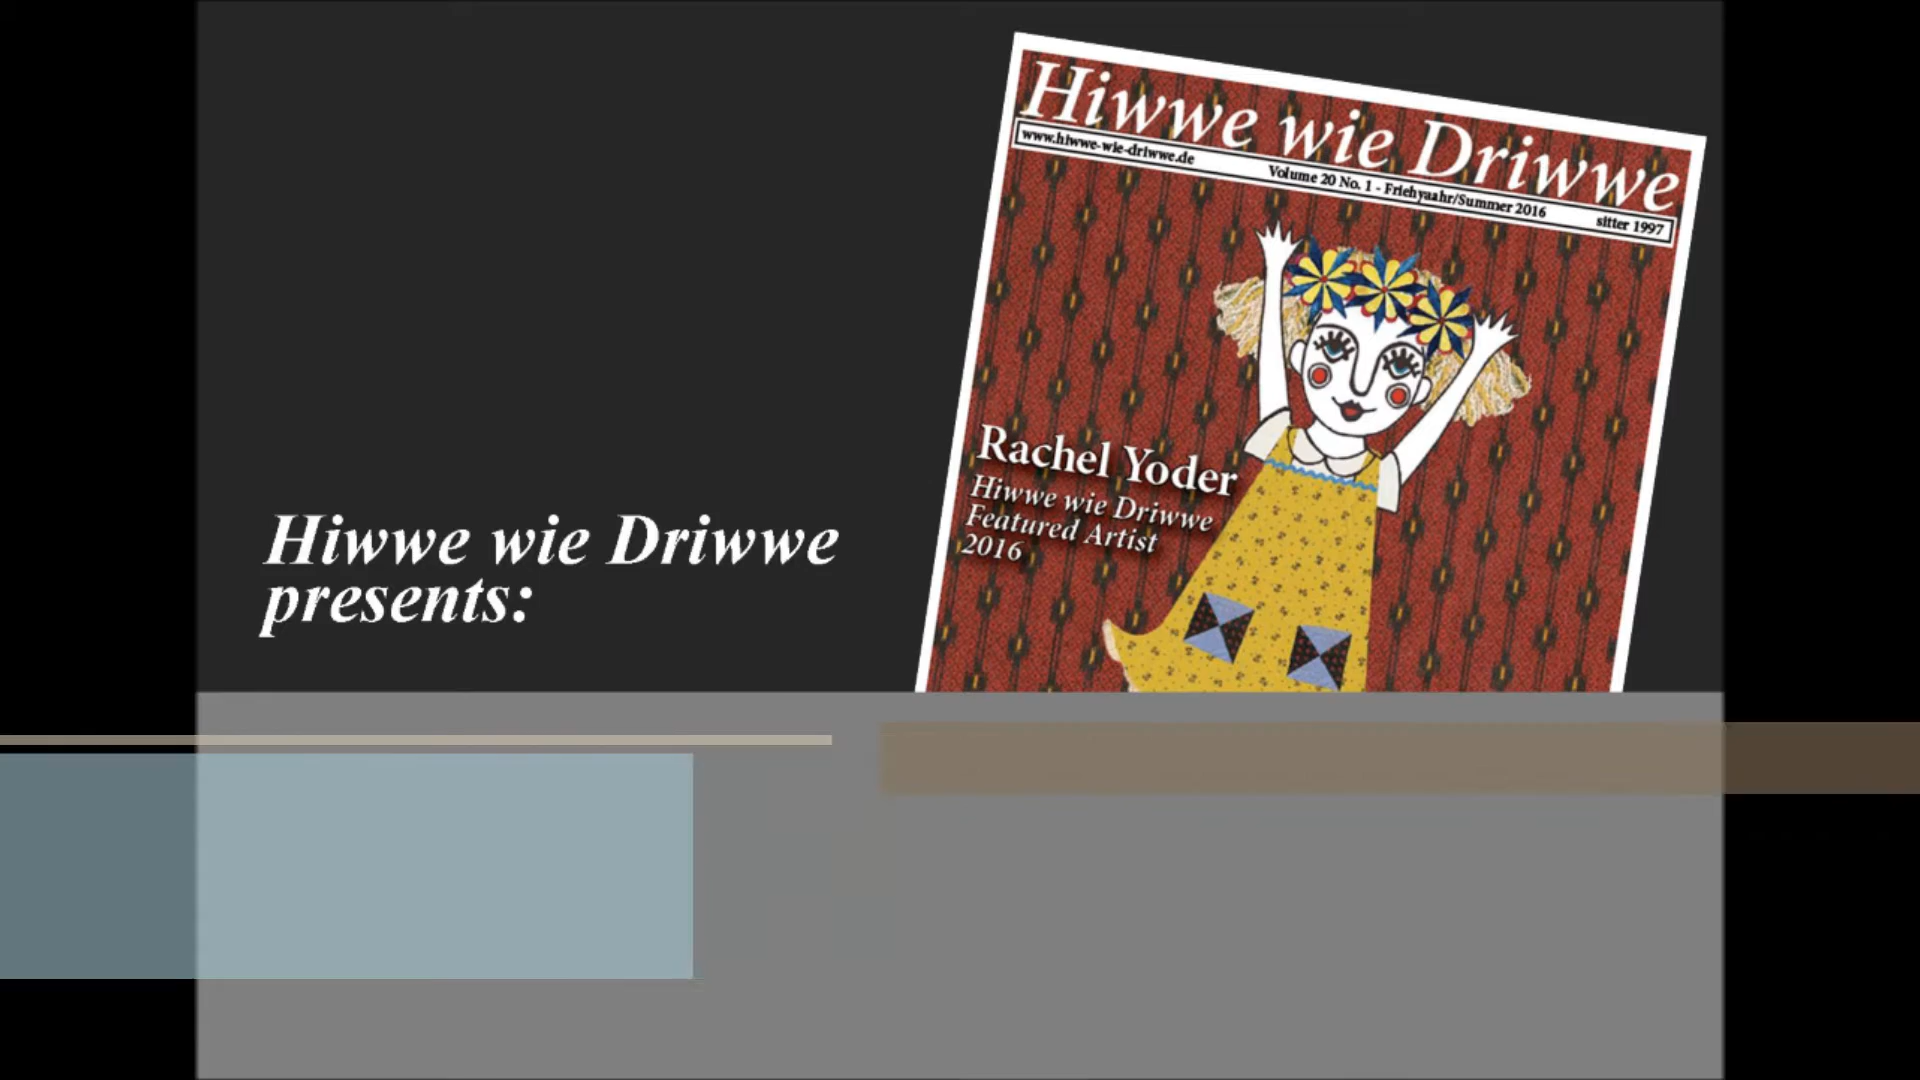 Hiwwe wie Driwwe
www.hiwwe-wie-driwwe.de
Volume 20 No. 1 - Friehyaahr/Summer 2016
sitter 1997
Rachel Yoder
Hiwwe wie Driwwe
Featured Artist
2016
Hiwwe wie Driwwe
presents: